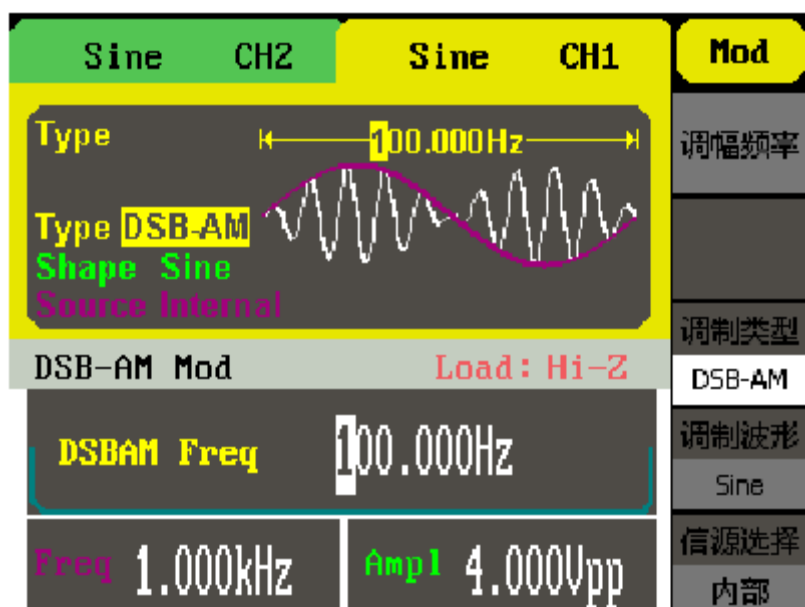 Sine CH2 Sine CH1 Mod
Type 100.000Hz
Type DSB-AM
Shape Sine
Source Internal
DSB-AM Mod Load: Hi-Z
DSBAM Freq 100.000Hz
Freq 1.000kHz Ampl 4.000Vpp
调幅频率
调制类型
DSB-AM
调制波形
Sine
信源选择
内部